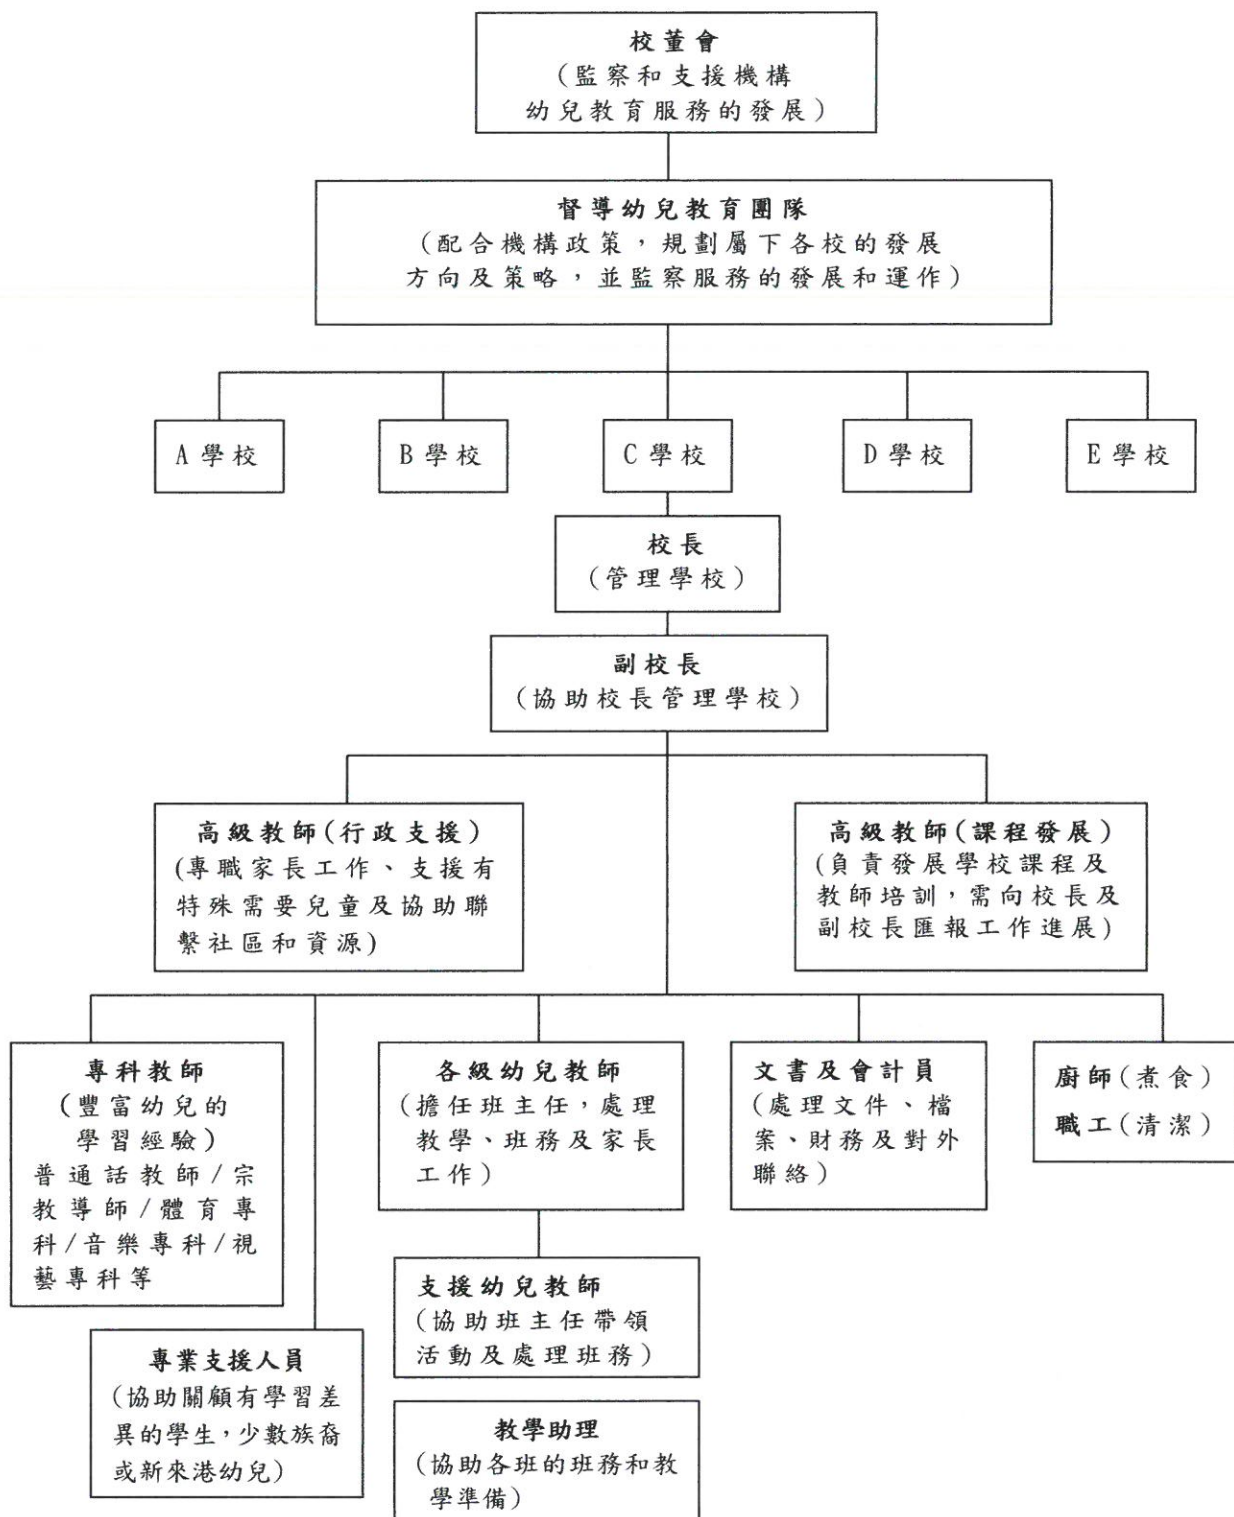 校董會
(監察和支援機構
幼兒教育服務的發展)
督導幼兒教育團隊
(配合機構政策，規劃屬下各校的發展
方向及策略，並監察服務的發展和運作)
A 學校
B 學校
C 學校
D 學校
E 學校
校長
(管理學校)
副校長
(協助校長管理學校)
高級教師(行政支援)
(專職家長工作、支援有
特殊需要兒童及協助聯
繫社區和資源)
高級教師(課程發展)
(負責發展學校課程及
教師培訓，需向校長及
副校長匯報工作進展)
專科教師
(豐富幼兒的
學習經驗)
普通話教師/宗
教導師/體育專
科/音樂專科/視
藝專科等
專業支援人員
(協助關顧有學習差
異的學生，少數族裔
或新來港幼兒)
各級幼兒教師
(擔任班主任，處理
教學、班務及家長
工作)
支援幼兒教師
(協助班主任帶領
活動及處理班務)
教學助理
(協助各班的班務和教
學準備)
文書及會計員
(處理文件、檔
案、財務及對外
聯絡)
廚師(煮食)
職工(清潔)